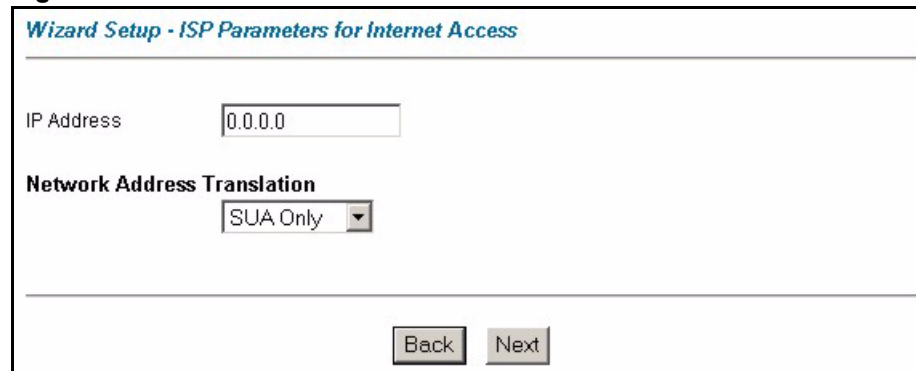 Wizard Setup - ISP Parameters for Internet Access
IP Address 0.0.0.0
Network Address Translation
SUA Only
Back Next